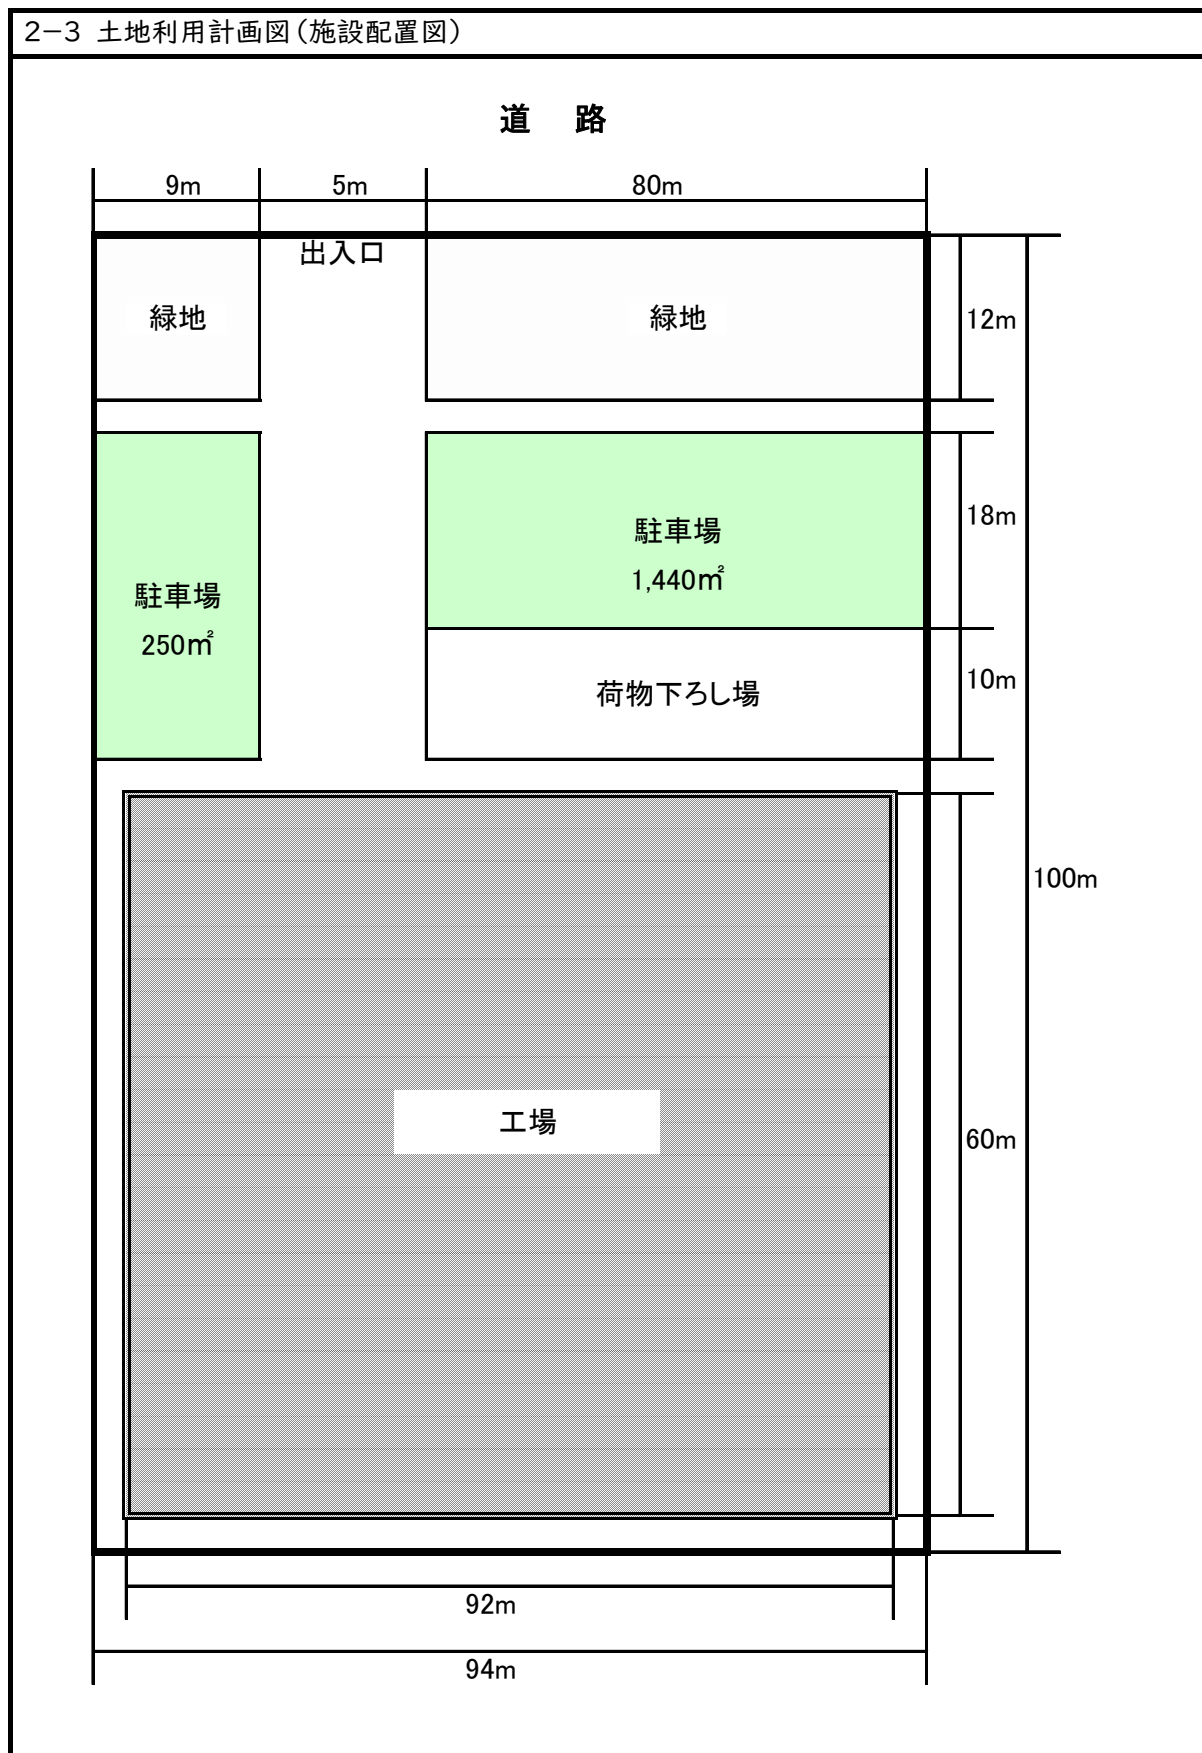 2−3 土地利用計画図(施設配置図)
道 路
9m 5m 80m
出入口
緑地 緑地 12m
18m
駐車場
1,440㎡
駐車場
250㎡
10m
荷物下ろし場
100m
工場
60m
92m
94m